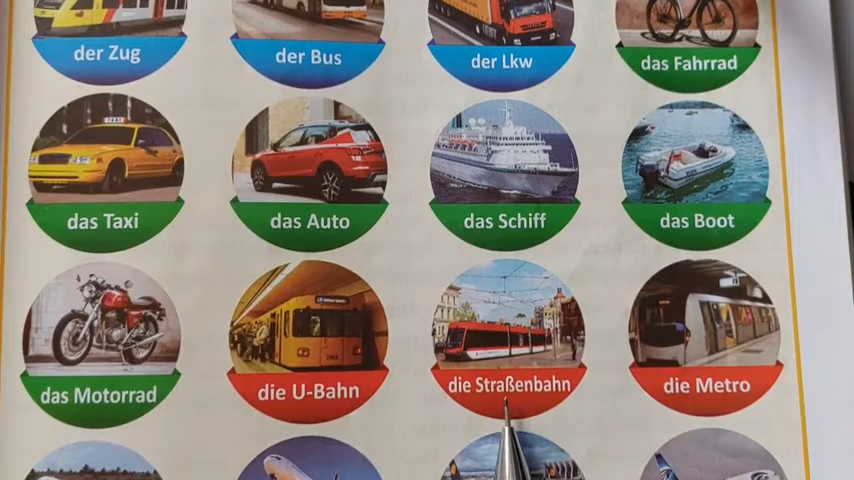 der Zug
der Bus
der Lkw
das Fahrrad
TAXI
das Taxi
das Auto
das Schiff
das Boot
das Motorrad
die U-Bahn
die Straßenbahn
die Metro